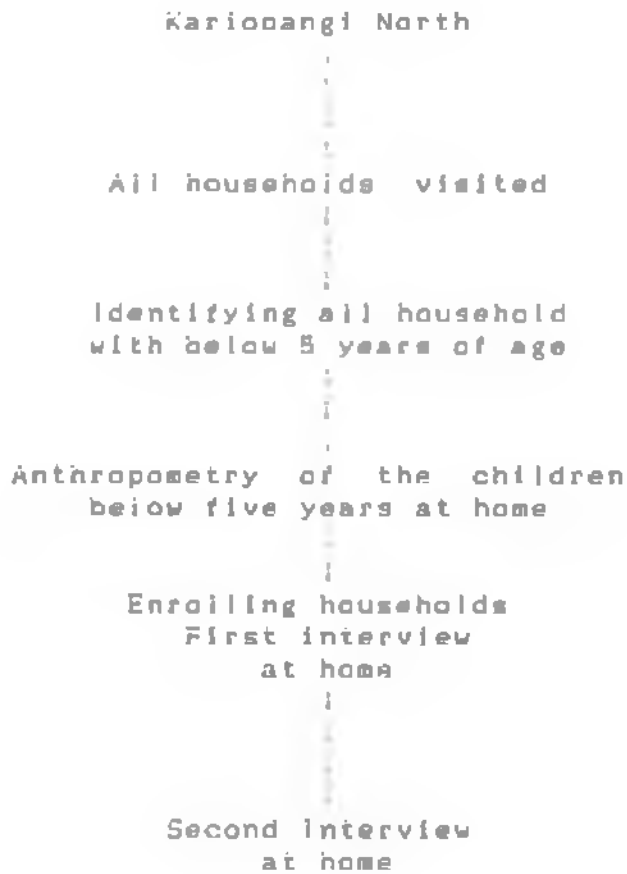 Kariobangi North
All households visited
Identifying all household
with below 5 years of age
Anthropometry of the children
below five years at home
Enrolling households
First interview
at home
Second Interview
at home